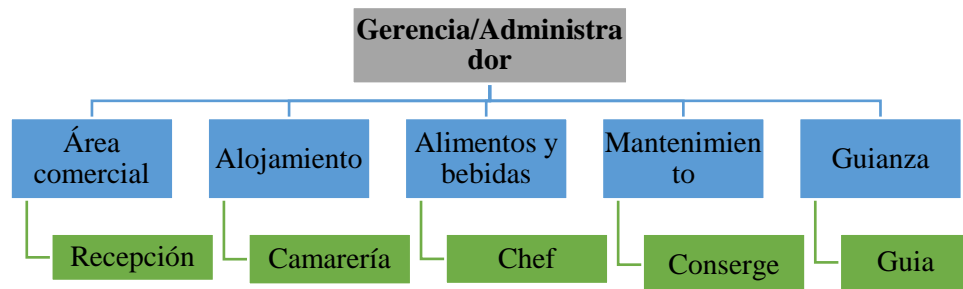 Gerencia/Administra
dor
Área
comercial
Alojamiento
Alimentos y
bebidas
Mantenimien
to
Guianza
Recepción
Camarería
Chef
Conserge
Guia